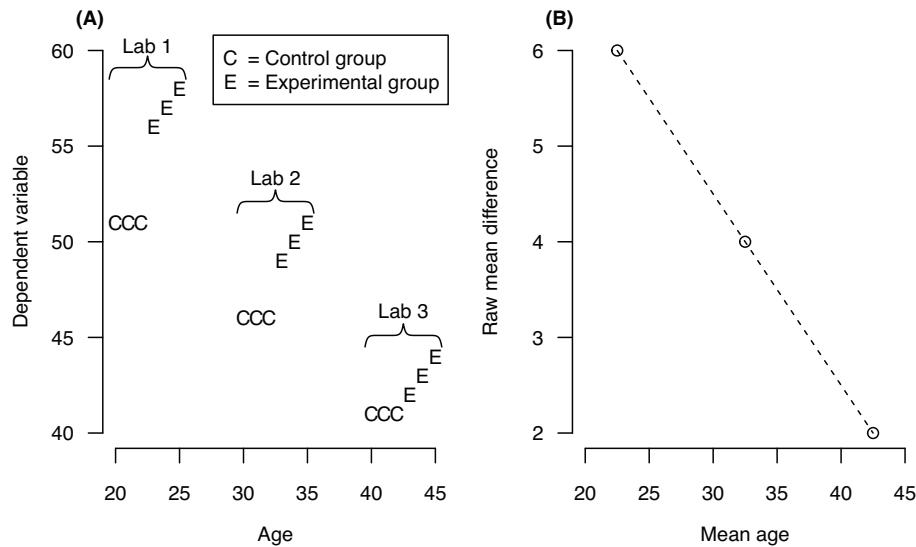 (A)
Lab 1
C = Control group
E = Experimental group
60
55
50
45
40
Dependent variable
CCC
E
E
E
Lab 2
CCC
E
E
E
Lab 3
CCC
E
E
E
20 25 30 35 40 45
Age
(B)
6
5
4
3
2
Raw mean difference
20 25 30 35 40 45
Mean age